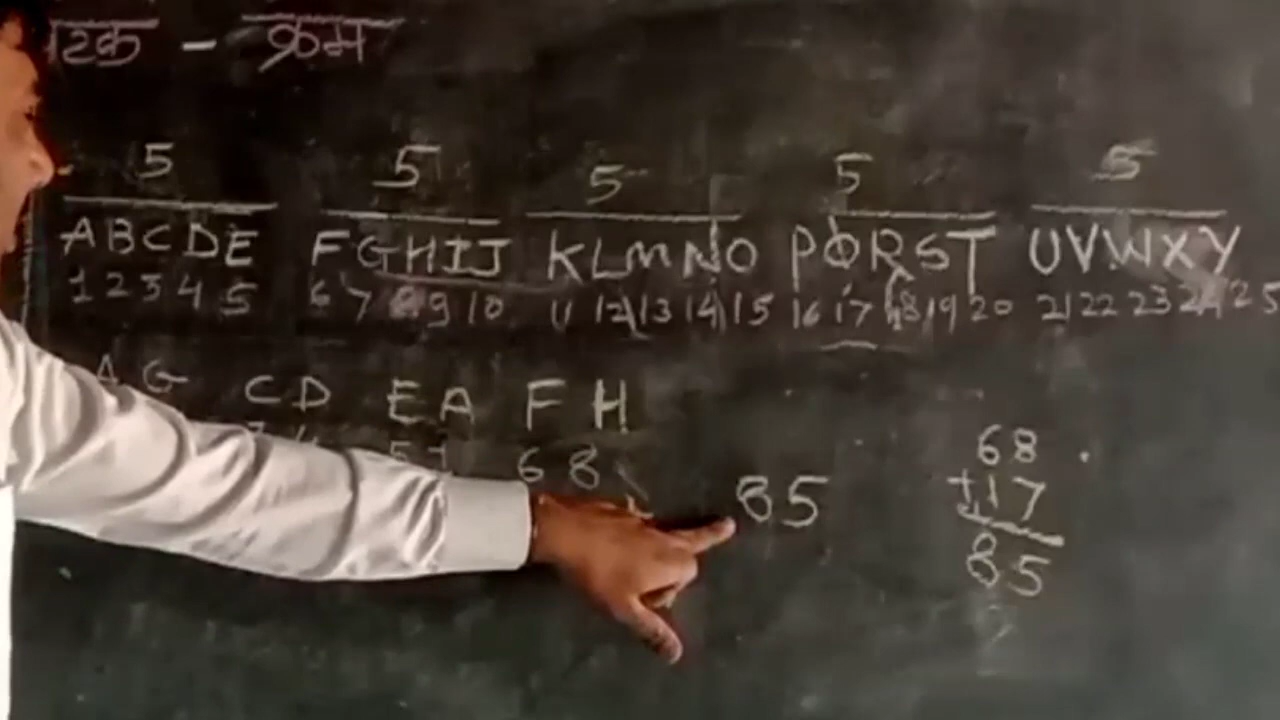 क्रम
5 5 5 5 5
ABCDE FGHIJ KLMNO PQRST UVWXY
1 2 3 4 5 6 7 8 9 10 11 12 13 14 15 16 17 18 19 20 21 22 23 24 25
A G CD EA FH
68
85
68
+17
85